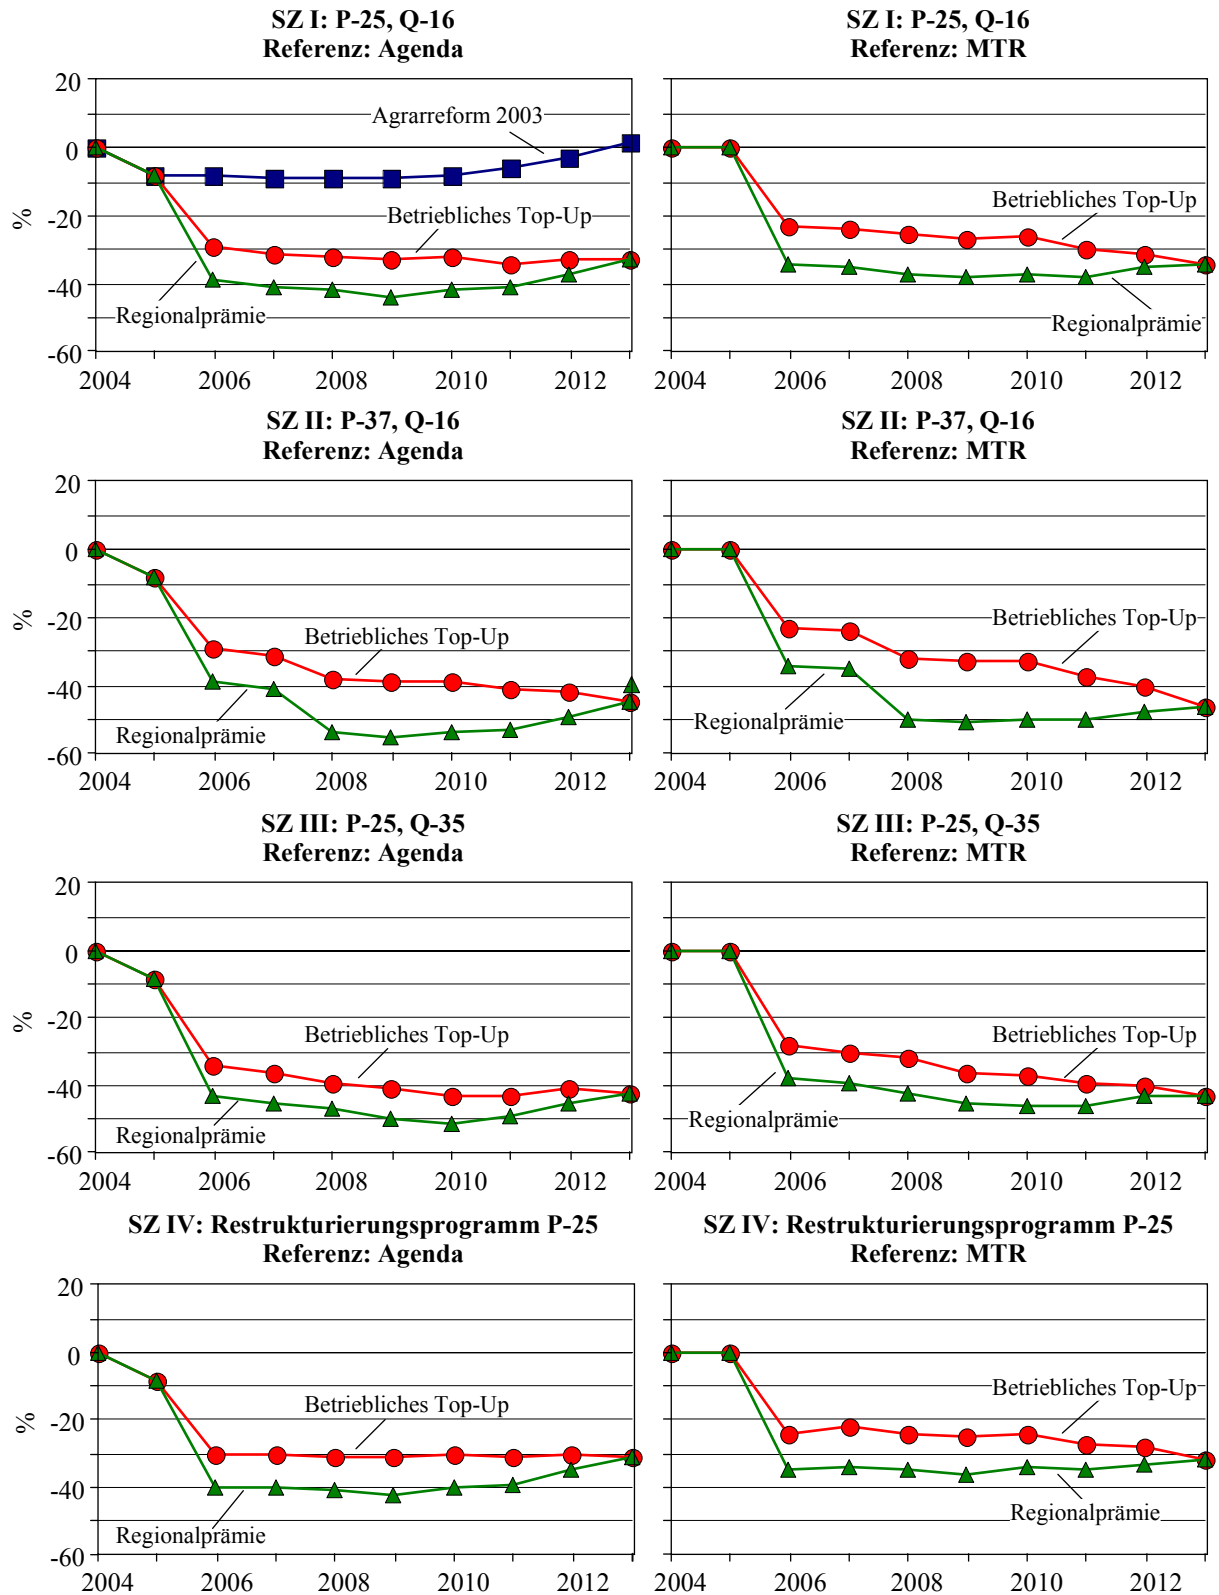 SZ I: P-25, Q-16
Referenz: Agenda
20
0
-20
-40
-60
%
Agrarreform 2003
Betriebliches Top-Up
Regionalprämie
2004 2006 2008 2010 2012
SZ I: P-25, Q-16
Referenz: MTR
Betriebliches Top-Up
Regionalprämie
2004 2006 2008 2010 2012
SZ II: P-37, Q-16
Referenz: Agenda
20
0
-20
-40
-60
%
Betriebliches Top-Up
Regionalprämie
2004 2006 2008 2010 2012
SZ II: P-37, Q-16
Referenz: MTR
Betriebliches Top-Up
Regionalprämie
2004 2006 2008 2010 2012
SZ III: P-25, Q-35
Referenz: Agenda
20
0
-20
-40
-60
%
Betriebliches Top-Up
Regionalprämie
2004 2006 2008 2010 2012
SZ III: P-25, Q-35
Referenz: MTR
Betriebliches Top-Up
Regionalprämie
2004 2006 2008 2010 2012
SZ IV: Restrukturierungsprogramm P-25
Referenz: Agenda
20
0
-20
-40
-60
%
Betriebliches Top-Up
Regionalprämie
2004 2006 2008 2010 2012
SZ IV: Restrukturierungsprogramm P-25
Referenz: MTR
Betriebliches Top-Up
Regionalprämie
2004 2006 2008 2010 2012